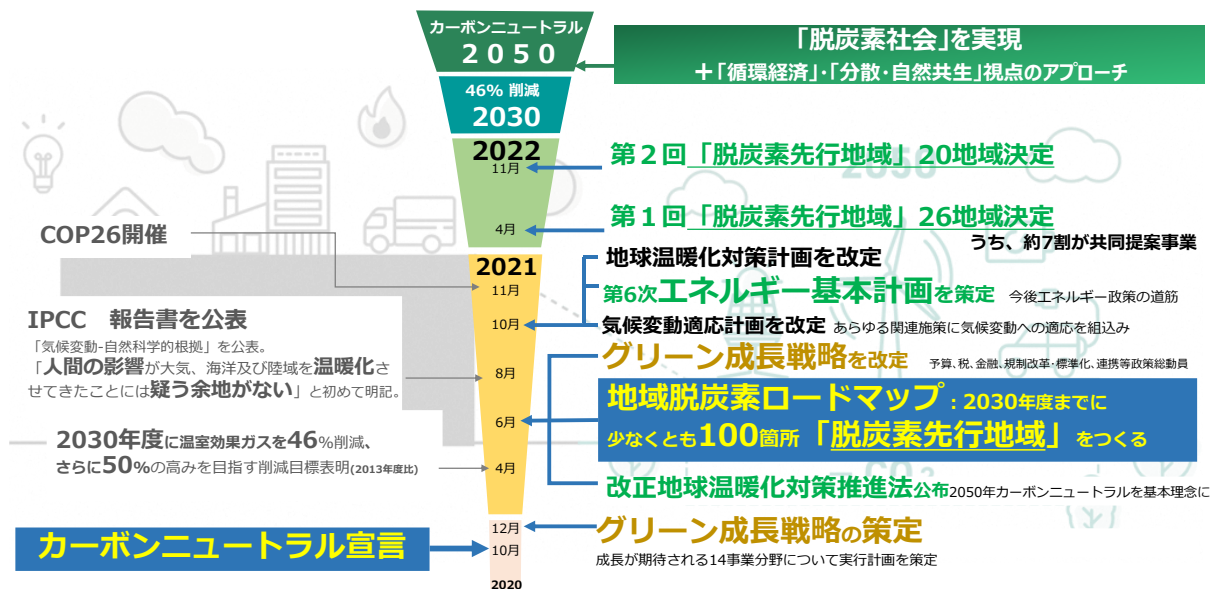 カーボンニュートラル
2050
「脱炭素社会」を実現
＋「循環経済」・「分散・自然共生」視点のアプローチ
46% 削減
2030
2022
11月
第２回「脱炭素先行地域」20地域決定
2050
4月
第１回「脱炭素先行地域」26地域決定
うち、約7割が共同提案事業
COP26開催
2021
11月
地球温暖化対策計画を改定
第6次エネルギー基本計画を策定 今後エネルギー政策の道筋
10月
気候変動適応計画を改定 あらゆる関連施策に気候変動への適応を組込み
IPCC 報告書を公表
「気候変動-自然科学的根拠」を公表。
「人間の影響が大気、海洋及び陸域を温暖化さ
せてきたことには疑う余地がない」と初めて明記。
8月
グリーン成長戦略を改定 予算、税、金融、規制改革・標準化、連携等政策総動員
6月
地域脱炭素ロードマップ：2030年度までに
少なくとも100箇所「脱炭素先行地域」をつくる
2030年度に温室効果ガスを46%削減、
さらに50%の高みを目指す削減目標表明(2013年度比)
4月
改正地球温暖化対策推進法公布2050年カーボンニュートラルを基本理念に
12月
グリーン成長戦略の策定
成長が期待される14事業分野について実行計画を策定
カーボンニュートラル宣言
10月
2020